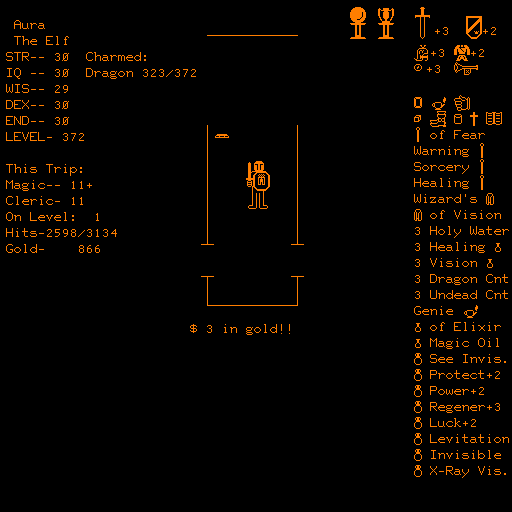 Aura
The Elf
STR-- 30 Charmed:
IQ -- 30 Dragon 323/372
WIS-- 29
DEX-- 30
END-- 30
LEVEL- 372
This Trip:
Magic-- 11+
Cleric- 11
On Level: 1
Hits-2598/3134
Gold- 866
$ 3 in gold!!
+3 +2
+3 +2
+3
of Fear
Warning
Sorcery
Healing
Wizard's
of Vision
3 Holy Water
3 Healing
3 Vision
3 Dragon Cnt
3 Undead Cnt
Genie
of Elixir
Magic Oil
See Invis.
Protect+2
Power+2
Regener+3
Luck+2
Levitation
Invisible
X-Ray Vis.